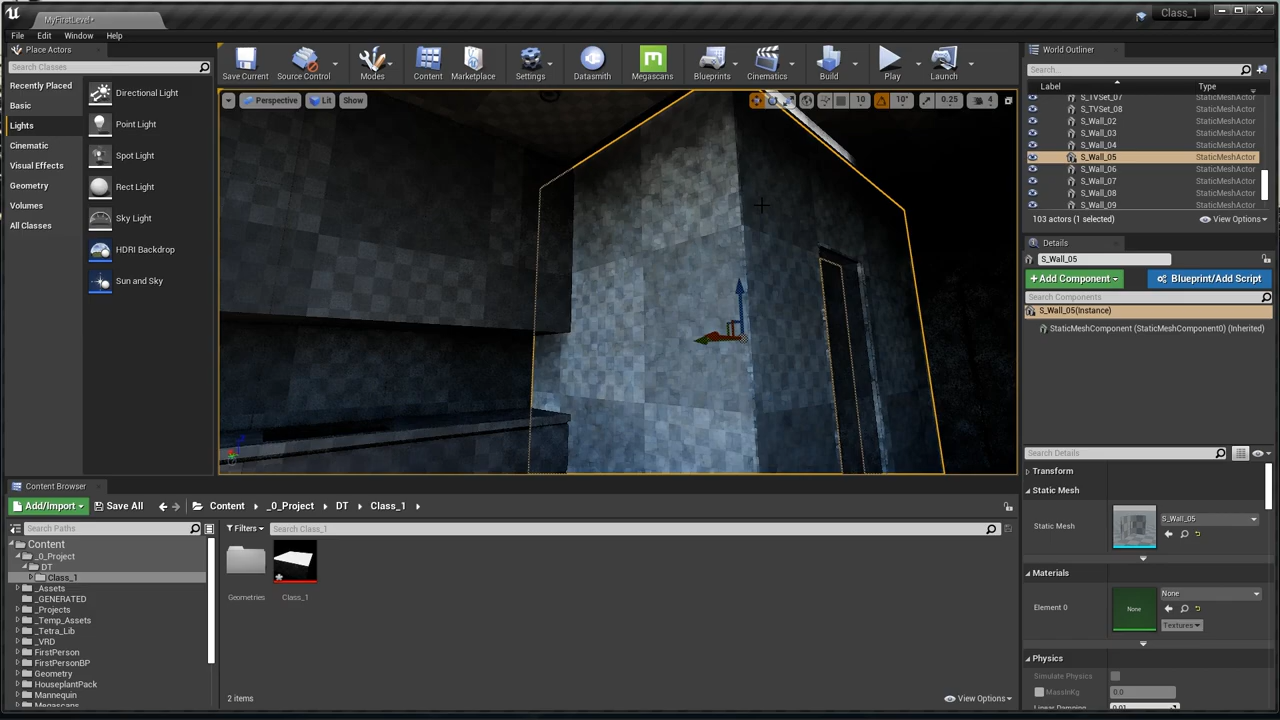 MyFirstLevel•
Class_1
File
Edit
Window
Help
Place Actors
Search Classes
Recently Placed
Basic
Lights
Cinematic
Visual Effects
Geometry
Volumes
All Classes
Directional Light
Point Light
Spot Light
Rect Light
Sky Light
HDRI Backdrop
Sun and Sky
Save Current
Source Control
Modes
Content
Marketplace
Settings
Datasmith
Megascans
Blueprints
Cinematics
Build
Play
Launch
Perspective
Lit
Show
10
10°
0.25
4
World Outliner
Search...
Label
Type
S_TVSet_07 StaticMeshActor
S_TVSet_08 StaticMeshActor
S_Wall_02 StaticMeshActor
S_Wall_03 StaticMeshActor
S_Wall_04 StaticMeshActor
S_Wall_05 StaticMeshActor
S_Wall_06 StaticMeshActor
S_Wall_07 StaticMeshActor
S_Wall_08 StaticMeshActor
S_Wall_09 StaticMeshActor
103 actors (1 selected)
View Options
Details
S_Wall_05
+Add Component
Blueprint/Add Script
Search Components
S_Wall_05(Instance)
StaticMeshComponent (StaticMeshComponent0) (Inherited)
Search Details
Transform
Static Mesh
Static Mesh
S_Wall_05
Materials
Element 0
None
None
Textures
Physics
Simulate Physics
MassInKg
0.0
Linear Damping
0.01
Content Browser
Add/Import
Save All
Content
_0_Project
DT
Class_1
Search Paths
Filters
Search Class_1
Content
_0_Project
DT
Class_1
_Assets
_GENERATED
_Projects
_Temp_Assets
_Tetra_Lib
_VRD
FirstPerson
FirstPersonBP
Geometry
HouseplantPack
Mannequin
Megascans
Geometries
Class_1
2 items
View Options